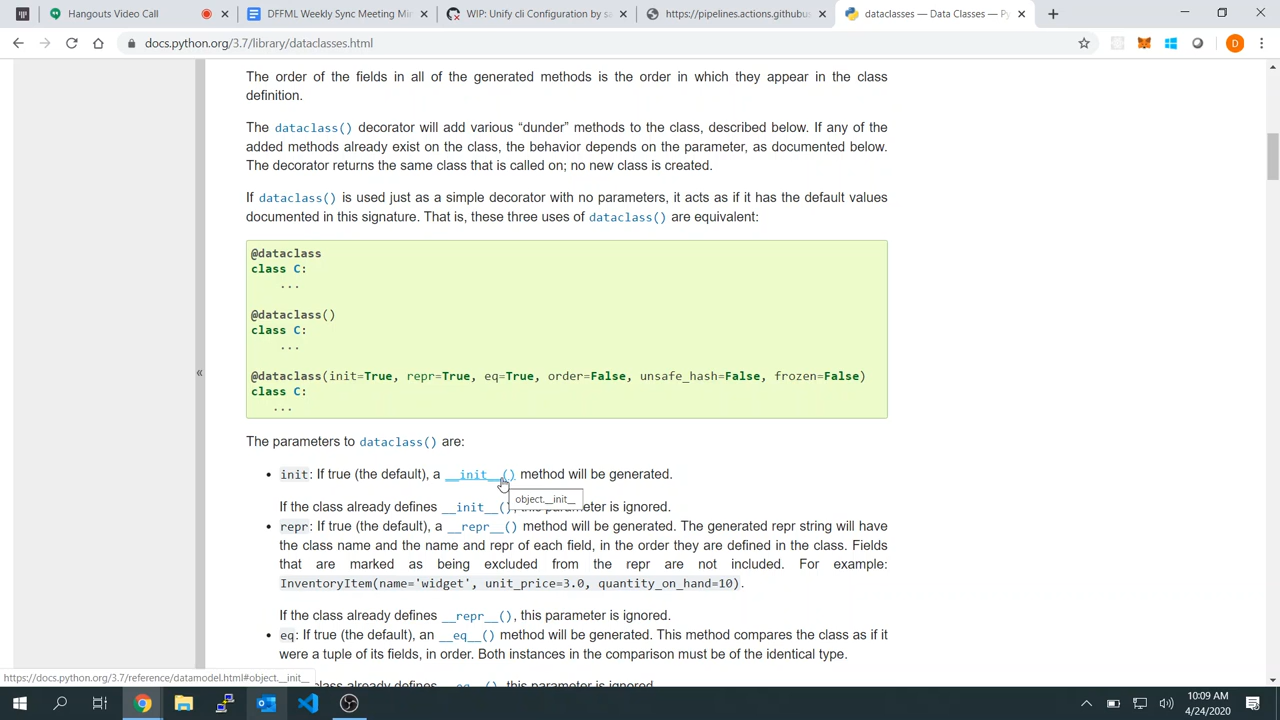 Hangouts Video Call
DFFML Weekly Sync Meeting Mi
WIP: Unify cli Configuration by s
https://pipelines.actions.githubus
dataclasses — Data Classes — Py
docs.python.org/3.7/library/dataclasses.html
D
The order of the fields in all of the generated methods is the order in which they appear in the class
definition.
The dataclass() decorator will add various “dunder” methods to the class, described below. If any of the
added methods already exist on the class, the behavior depends on the parameter, as documented below.
The decorator returns the same class that is called on; no new class is created.
If dataclass() is used just as a simple decorator with no parameters, it acts as if it has the default values
documented in this signature. That is, these three uses of dataclass() are equivalent:
@dataclass
class C:
...
@dataclass()
class C:
...
@dataclass(init=True, repr=True, eq=True, order=False, unsafe_hash=False, frozen=False)
class C:
...
«
The parameters to dataclass() are:
• init: If true (the default), a __init__() method will be generated.
object.__init__
If the class already defines __init__(), this parameter is ignored.
• repr: If true (the default), a __repr__() method will be generated. The generated repr string will have
the class name and the name and repr of each field, in the order they are defined in the class. Fields
that are marked as being excluded from the repr are not included. For example:
InventoryItem(name='widget', unit_price=3.0, quantity_on_hand=10).
If the class already defines __repr__(), this parameter is ignored.
• eq: If true (the default), an __eq__() method will be generated. This method compares the class as if it
were a tuple of its fields, in order. Both instances in the comparison must be of the identical type.
class already defines __eq__(), this parameter is ignored.
https://docs.python.org/3.7/reference/datamodel.html#object.__init__
10:09 AM
4/24/2020